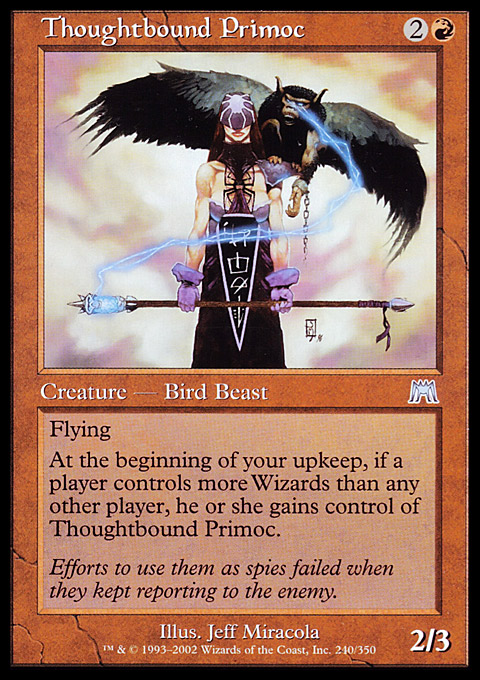 Thoughtbound Primoc 2
Creature — Bird Beast
Flying
At the beginning of your upkeep, if a
player controls more Wizards than any
other player, he or she gains control of
Thoughtbound Primoc.
Efforts to use them as spies failed when
they kept reporting to the enemy.
Illus. Jeff Miracola
2/3
™ & © 1993–2002 Wizards of the Coast, Inc. 240/350